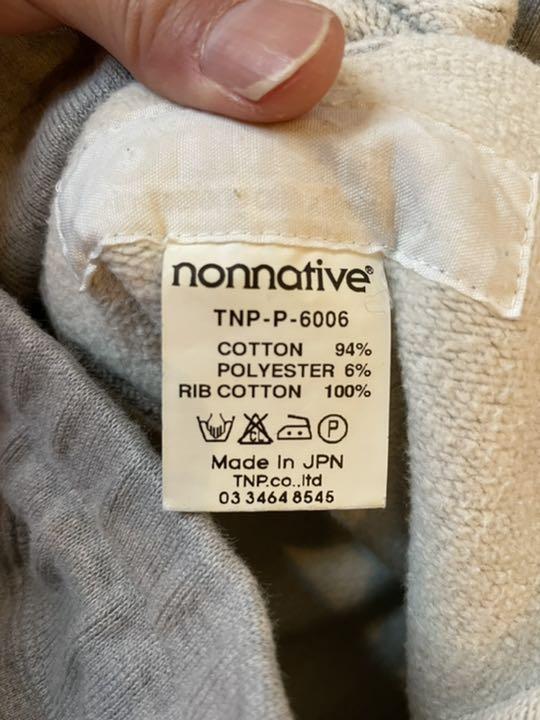 nonnative®
TNP-P-6006
COTTON 94%
POLYESTER 6%
RIB COTTON 100%
CL P
Made In JPN
TNP.co.,ltd
03 3464 8545